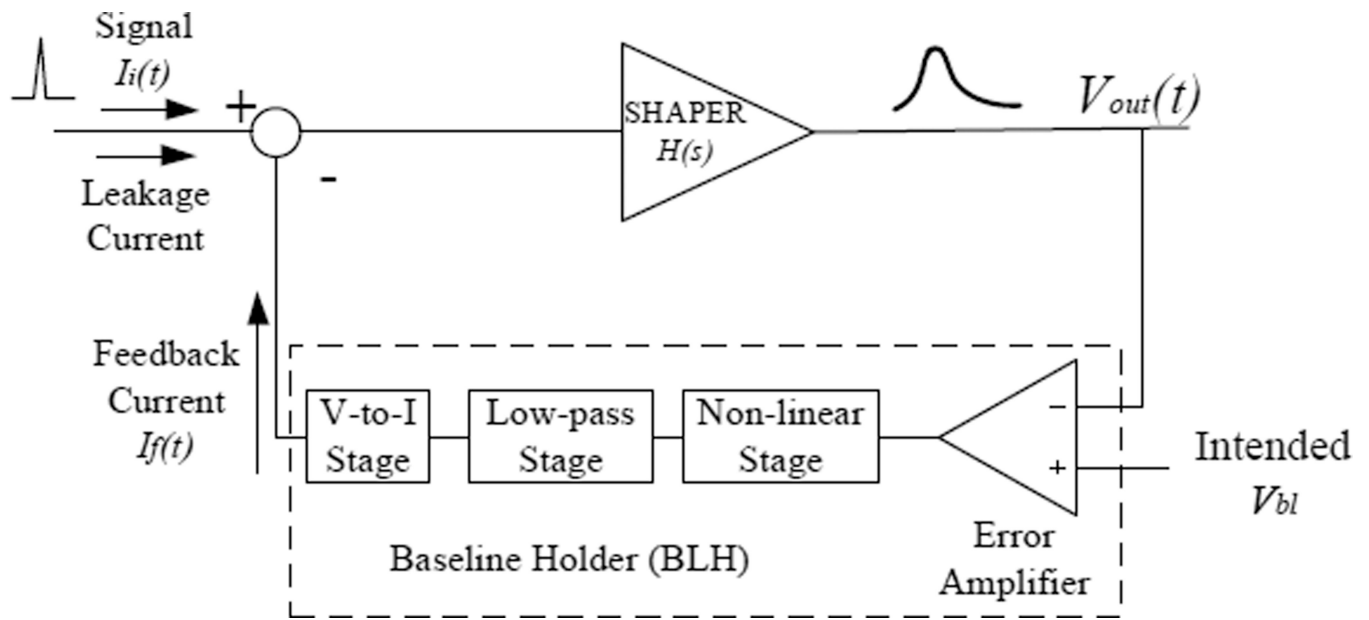 Signal
Ii(t)
+
-
Leakage
Current
SHAPER
H(s)
Vout(t)
Feedback
Current
If(t)
V-to-I
Stage
Low-pass
Stage
Non-linear
Stage
−
+
Intended
Vbl
Error
Amplifier
Baseline Holder (BLH)